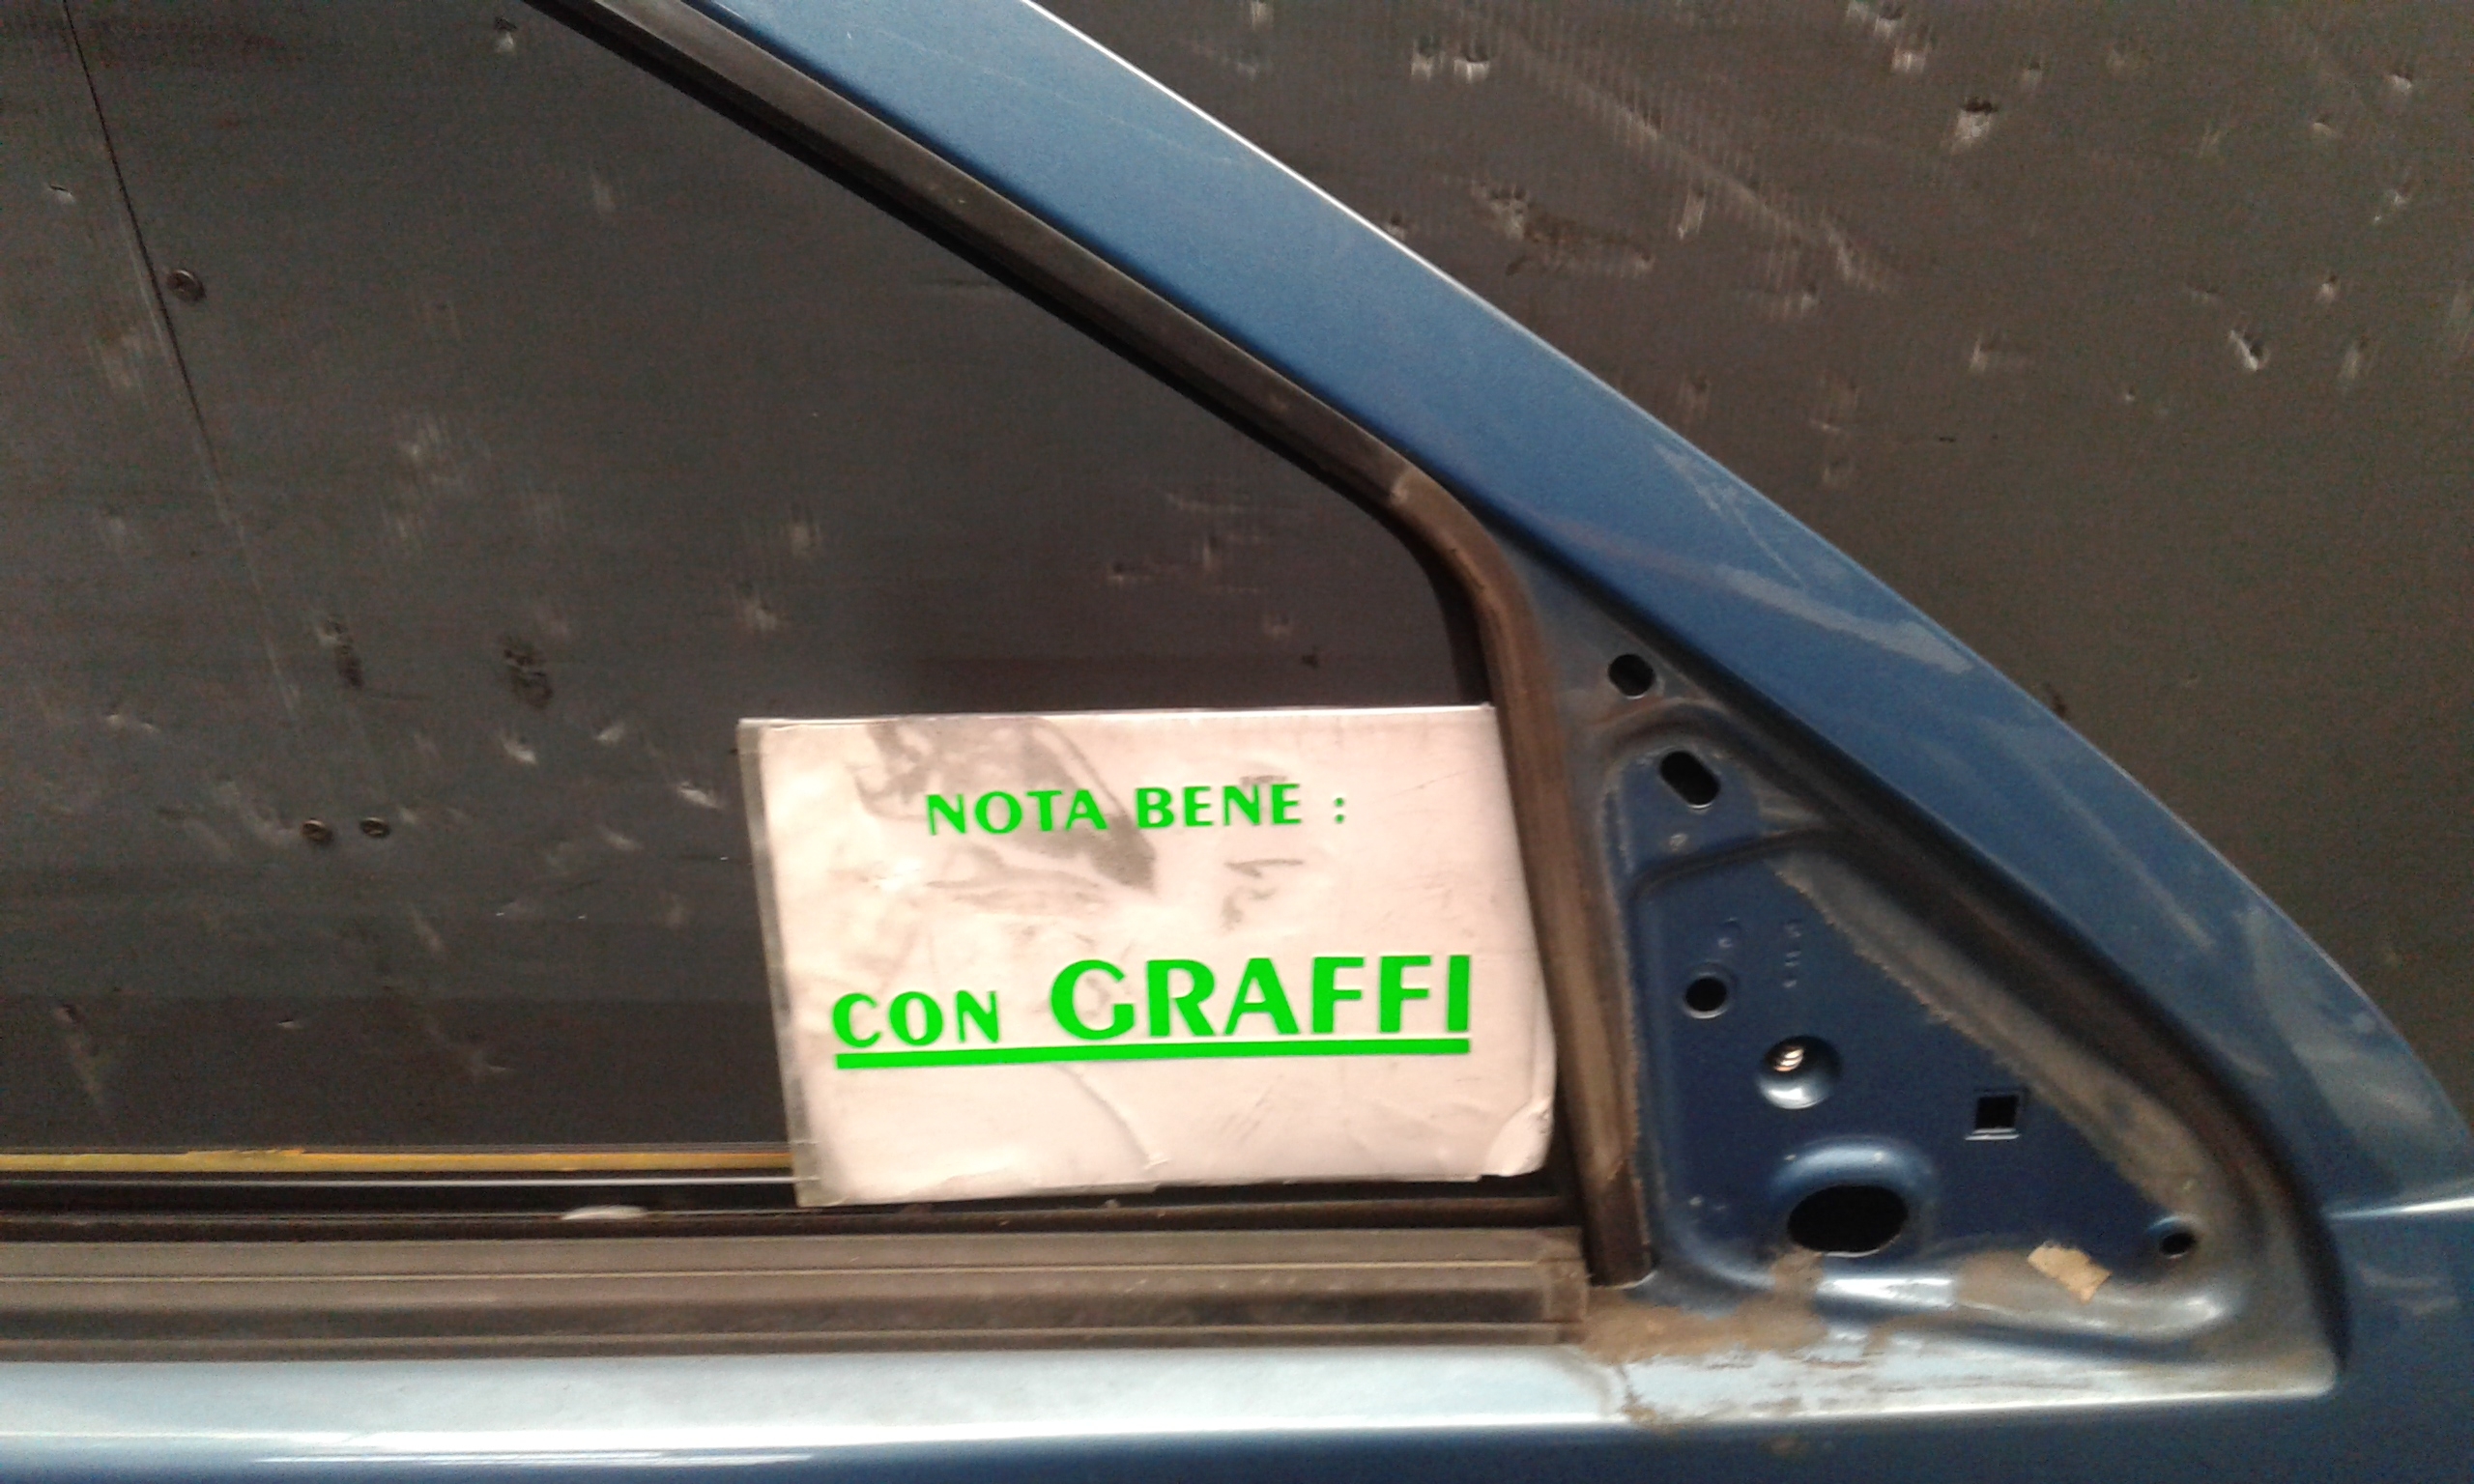 NOTA BENE :
CON GRAFFI